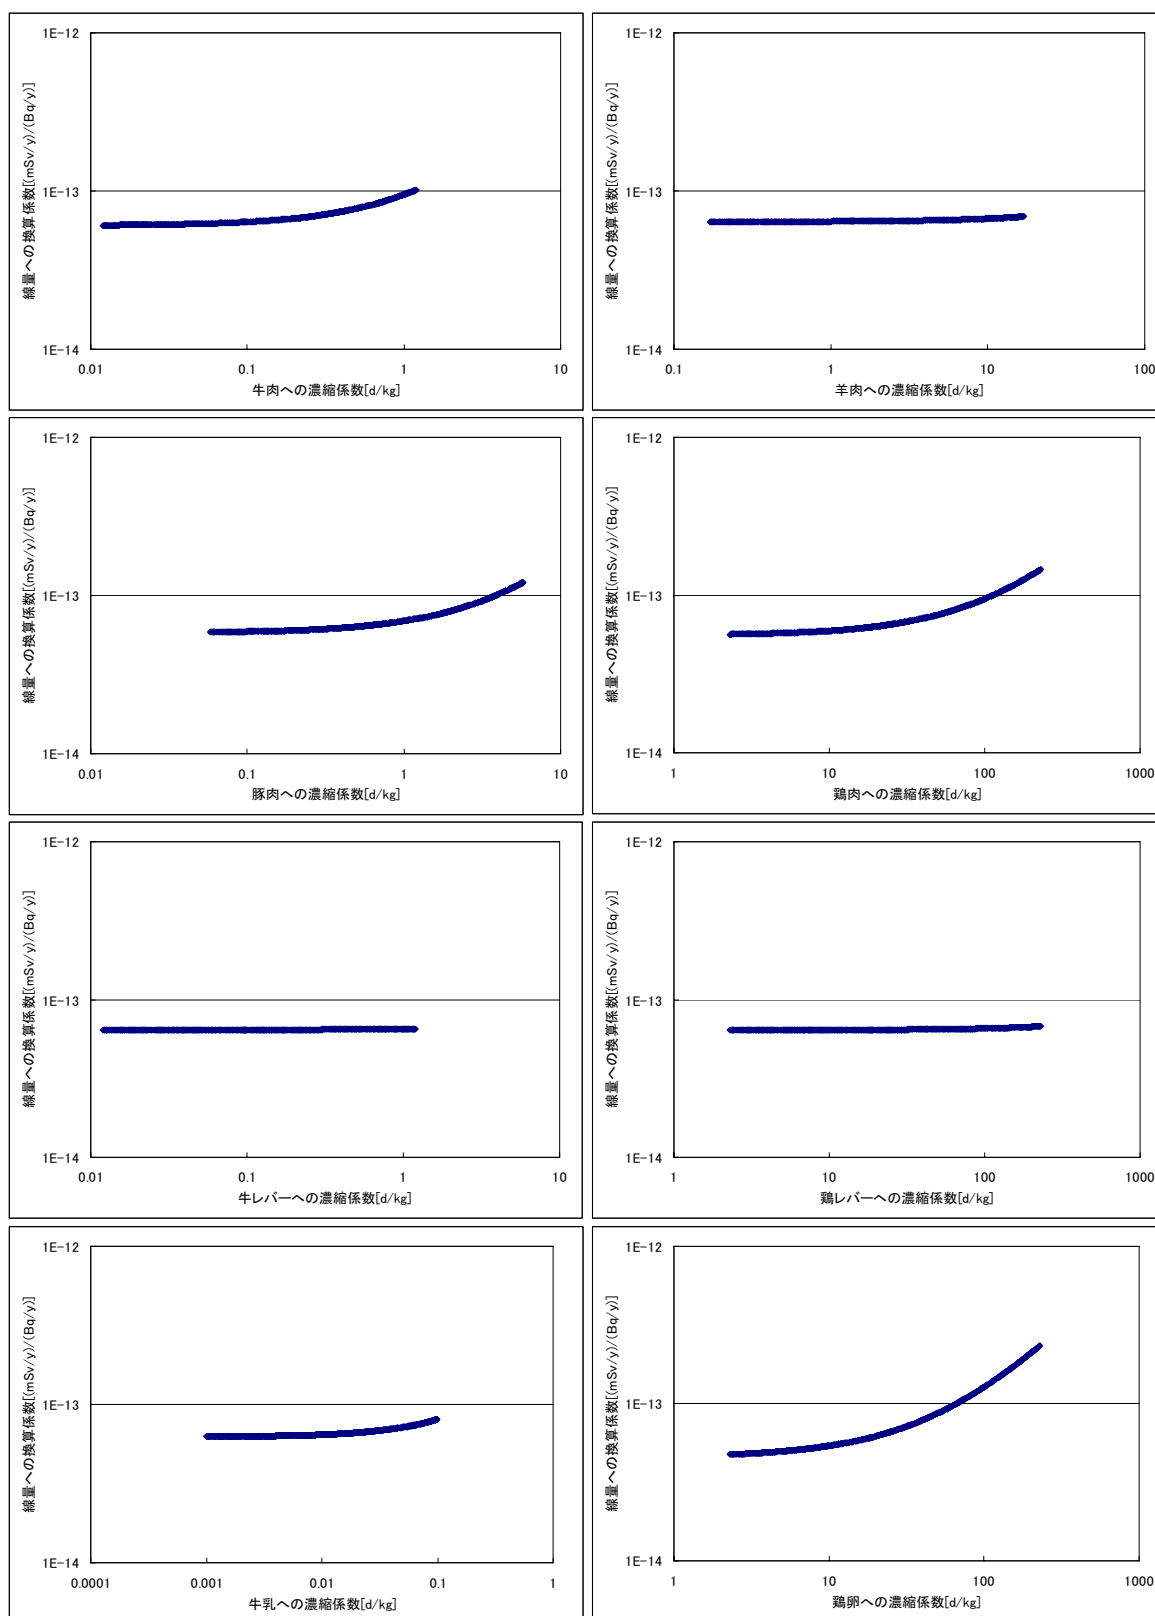 1E-12
1E-13
1E-14
線量への換算係数[(mSv/y)/(Bq/y)]
0.01 0.1 1 10
牛肉への濃縮係数[d/kg]
1E-12
1E-13
1E-14
線量への換算係数[(mSv/y)/(Bq/y)]
0.1 1 10 100
羊肉への濃縮係数[d/kg]
1E-12
1E-13
1E-14
線量への換算係数[(mSv/y)/(Bq/y)]
0.01 0.1 1 10
豚肉への濃縮係数[d/kg]
1E-12
1E-13
1E-14
線量への換算係数[(mSv/y)/(Bq/y)]
1 10 100 1000
鶏肉への濃縮係数[d/kg]
1E-12
1E-13
1E-14
線量への換算係数[(mSv/y)/(Bq/y)]
0.01 0.1 1 10
牛レバーへの濃縮係数[d/kg]
1E-12
1E-13
1E-14
線量への換算係数[(mSv/y)/(Bq/y)]
1 10 100 1000
鶏レバーへの濃縮係数[d/kg]
1E-12
1E-13
1E-14
線量への換算係数[(mSv/y)/(Bq/y)]
0.0001 0.001 0.01 0.1 1
牛乳への濃縮係数[d/kg]
1E-12
1E-13
1E-14
線量への換算係数[(mSv/y)/(Bq/y)]
1 10 100 1000
鶏卵への濃縮係数[d/kg]